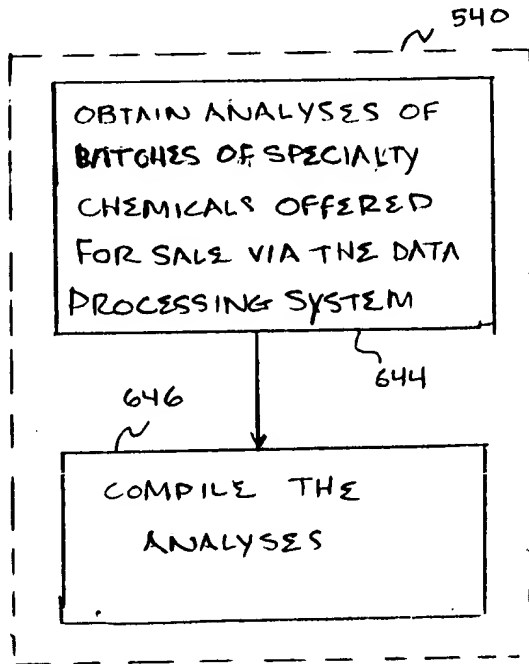 540
OBTAIN ANALYSES OF
BATCHES OF SPECIALTY
CHEMICALS OFFERED
FOR SALE VIA THE DATA
PROCESSING SYSTEM
644
646
COMPILE THE
ANALYSES